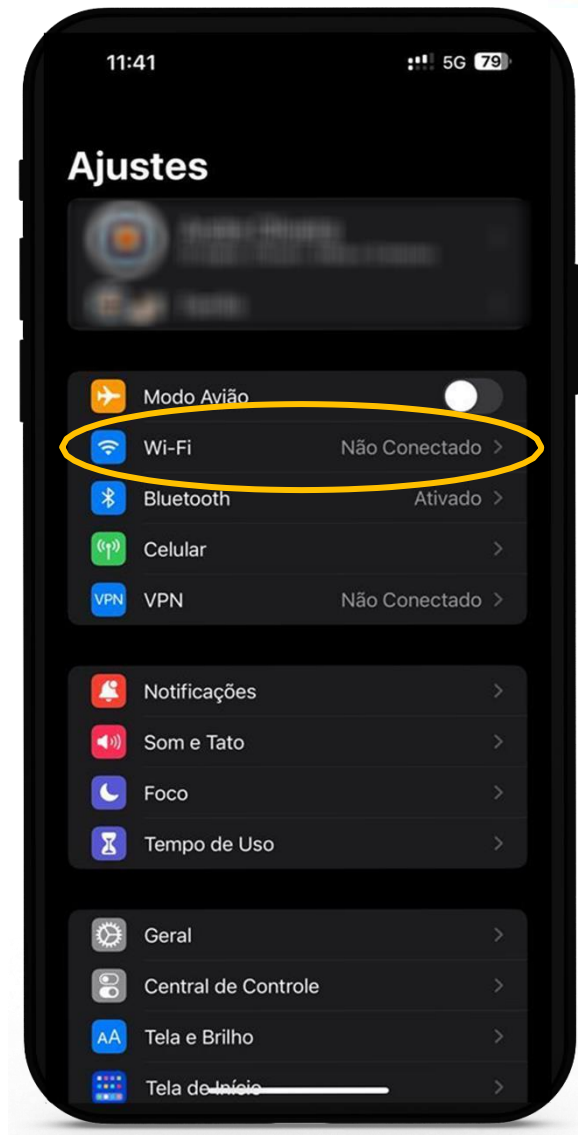 11:41 5G 79
Ajustes
Modo Avião
Wi-Fi Não Conectado
Bluetooth Ativado
Celular
VPN VPN Não Conectado
Notificações
Som e Tato
Foco
Tempo de Uso
Geral
Central de Controle
AA Tela e Brilho
Tela de Início